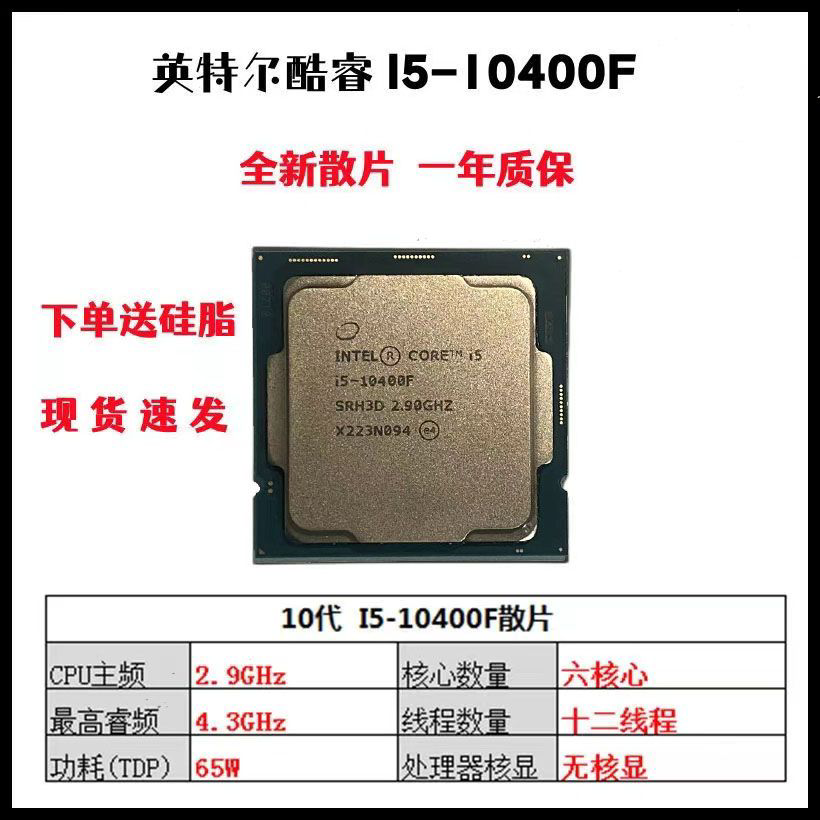 英特尔酷睿 I5-10400F
全新散片 一年质保
下单送硅脂
现货速发
INTEL® CORE™ i5
i5-10400F
SRH3D 2.90GHZ
X223N094 e4
10代 I5-10400F散片
CPU主频 2.9GHz 核心数量 六核心
最高睿频 4.3GHz 线程数量 十二线程
功耗(TDP) 65W 处理器核显 无核显